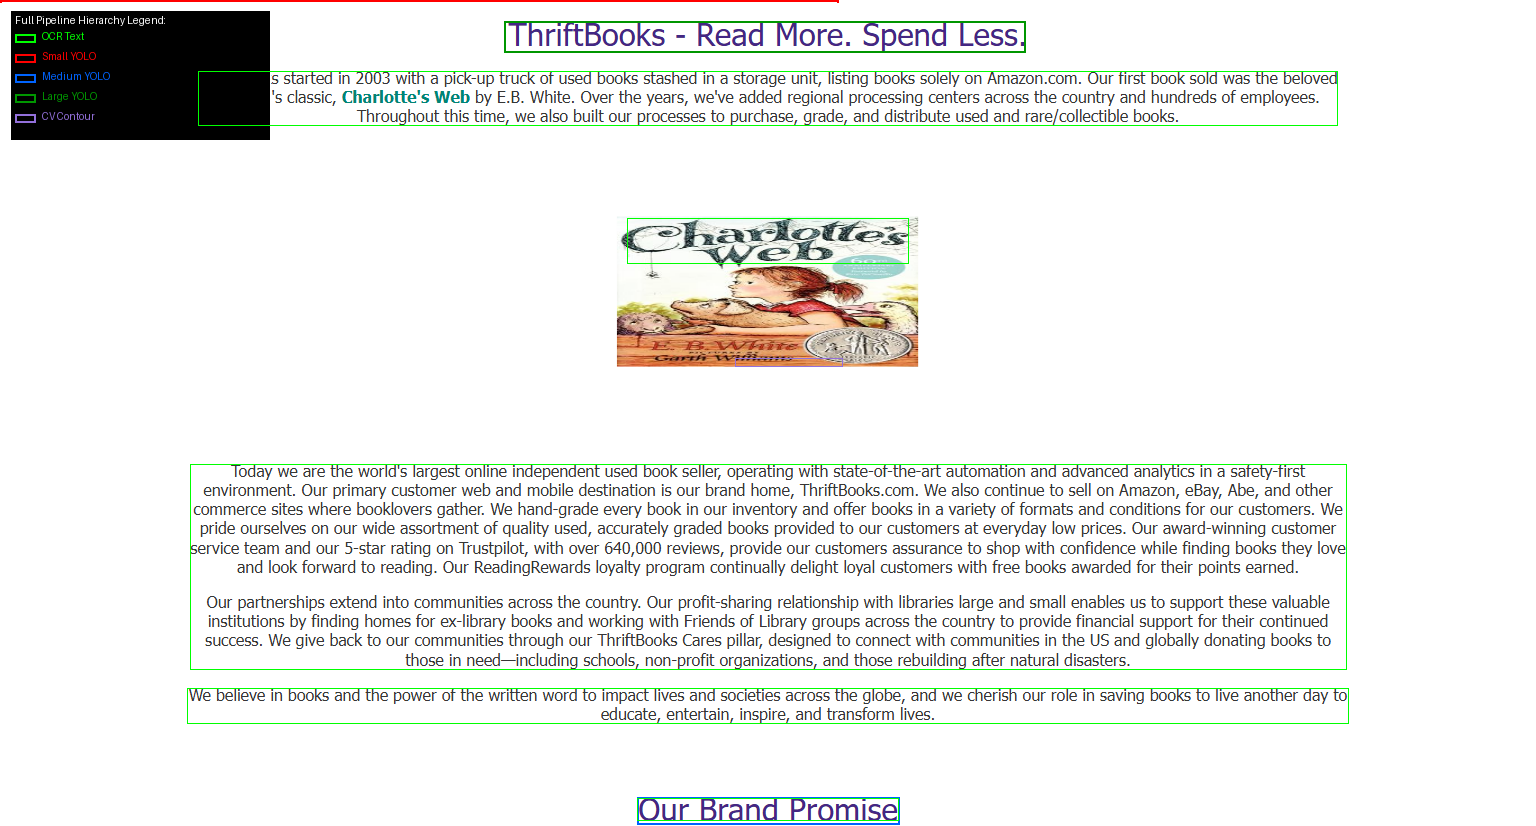 Full Pipeline Hierarchy Legend:
OCR Text
Small YOLO
Medium YOLO
Large YOLO
CV Contour
ThriftBooks - Read More. Spend Less.
s started in 2003 with a pick-up truck of used books stashed in a storage unit, listing books solely on Amazon.com. Our first book sold was the beloved
's classic, Charlotte's Web by E.B. White. Over the years, we've added regional processing centers across the country and hundreds of employees.
Throughout this time, we also built our processes to purchase, grade, and distribute used and rare/collectible books.
Charlotte's
Web
E. B. White
Garth Williams
Today we are the world's largest online independent used book seller, operating with state-of-the-art automation and advanced analytics in a safety-first
environment. Our primary customer web and mobile destination is our brand home, ThriftBooks.com. We also continue to sell on Amazon, eBay, Abe, and other
commerce sites where booklovers gather. We hand-grade every book in our inventory and offer books in a variety of formats and conditions for our customers. We
pride ourselves on our wide assortment of quality used, accurately graded books provided to our customers at everyday low prices. Our award-winning customer
service team and our 5-star rating on Trustpilot, with over 640,000 reviews, provide our customers assurance to shop with confidence while finding books they love
and look forward to reading. Our ReadingRewards loyalty program continually delight loyal customers with free books awarded for their points earned.
Our partnerships extend into communities across the country. Our profit-sharing relationship with libraries large and small enables us to support these valuable
institutions by finding homes for ex-library books and working with Friends of Library groups across the country to provide financial support for their continued
success. We give back to our communities through our ThriftBooks Cares pillar, designed to connect with communities in the US and globally donating books to
those in need—including schools, non-profit organizations, and those rebuilding after natural disasters.
We believe in books and the power of the written word to impact lives and societies across the globe, and we cherish our role in saving books to live another day to
educate, entertain, inspire, and transform lives.
Our Brand Promise